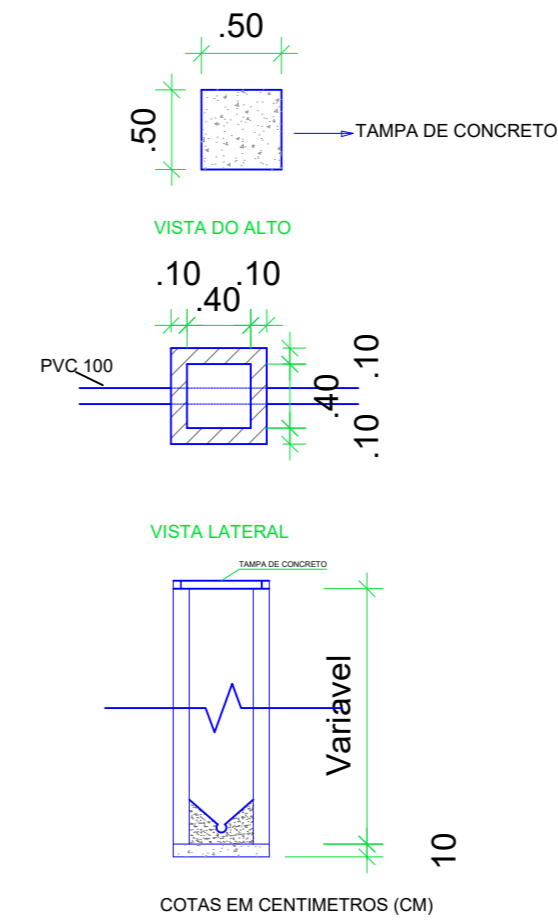 .50
.50
TAMPA DE CONCRETO
VISTA DO ALTO
.10 .10
.40
PVC 100
.10
.40
.10
VISTA LATERAL
TAMPA DE CONCRETO
Variavel
10
COTAS EM CENTIMETROS (CM)